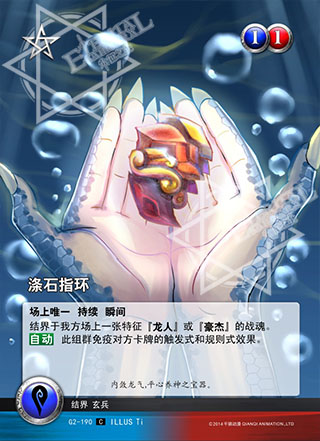 I I
涤石指环
场上唯一 持续 瞬间
结界于我方场上一张特征『龙人』或『豪杰』的战魂。
自动 此组群免疫对方卡牌的触发式和规则式效果。
内敛龙气,平心养神之宝器。
结界 玄兵
G2-190 C ILLUS Ti ©2014千骐动漫 QIANQI ANIMATION.,LTD